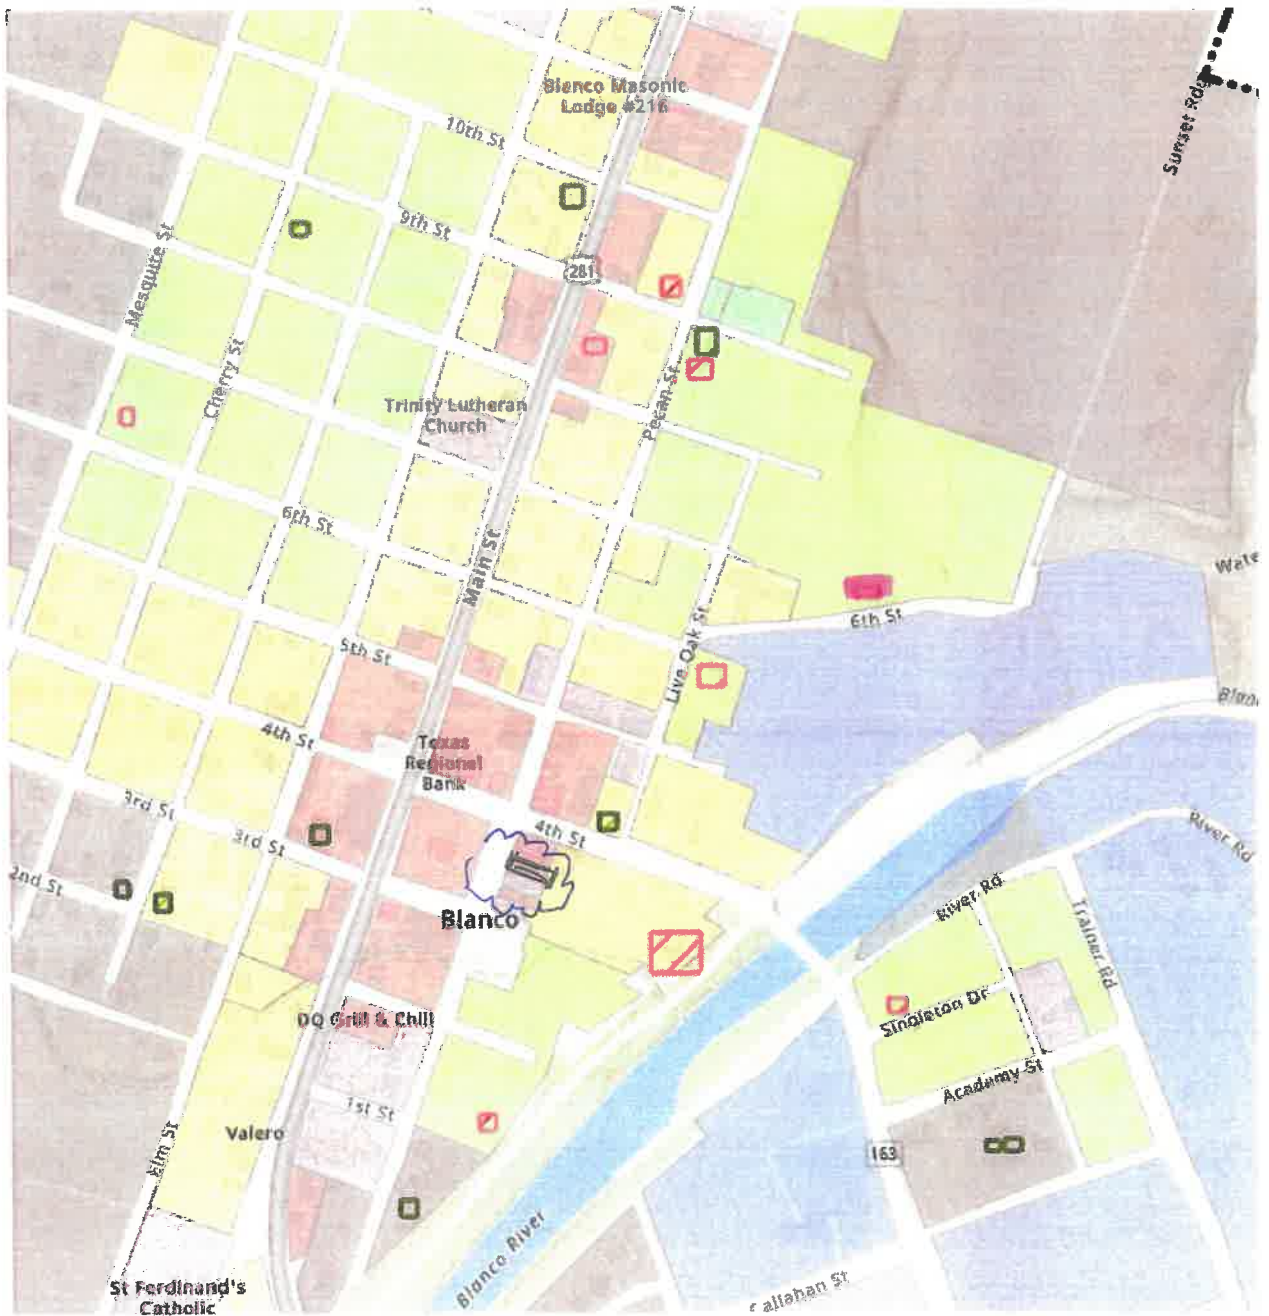 Blanco Masonic
Lodge #216
10th St
Sunset Rd
9th St
281
Mesquite St
Cherry St
Pecan St
Trinity Lutheran
Church
6th St
Main St
6th St
Live Oak St
5th St
4th St
Texas
Regional
Bank
3rd St
3rd St
4th St
2nd St
Blanco
River Rd
River Rd
Trainer Rd
DQ Grill & Chill
Singleton Dr
Academy St
1st St
Valero
Elm St
163
Blanco River
Callahan St
St Ferdinand's
Catholic